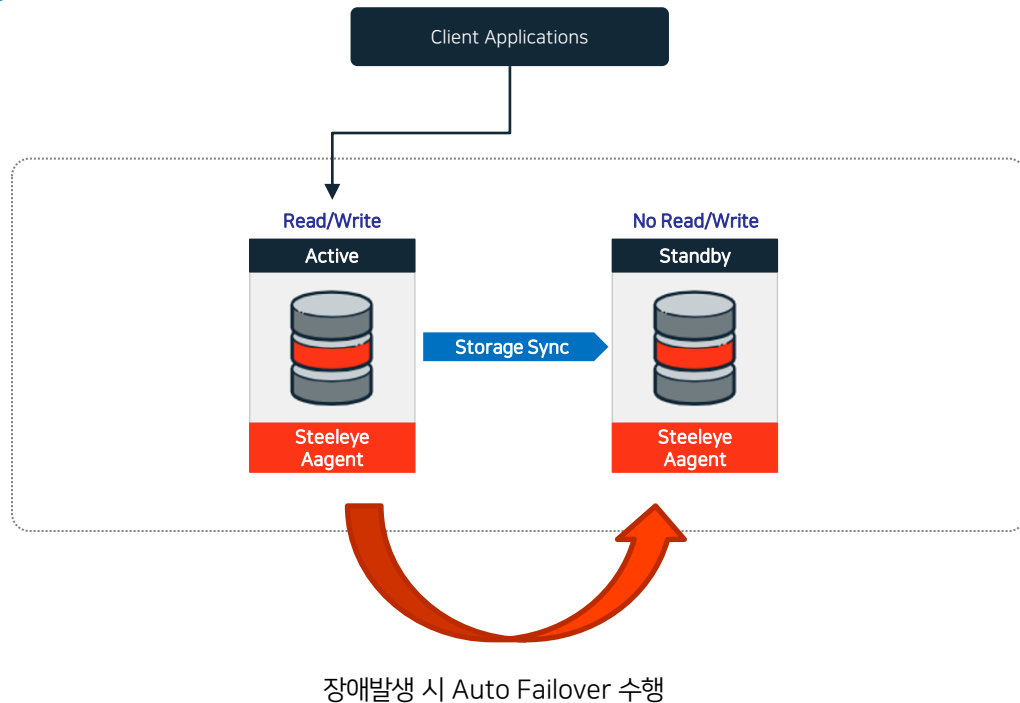 Client Applications
Read/Write
No Read/Write
Active
Standby
Storage Sync
Steeleye
Aagent
Steeleye
Aagent
장애발생 시 Auto Failover 수행